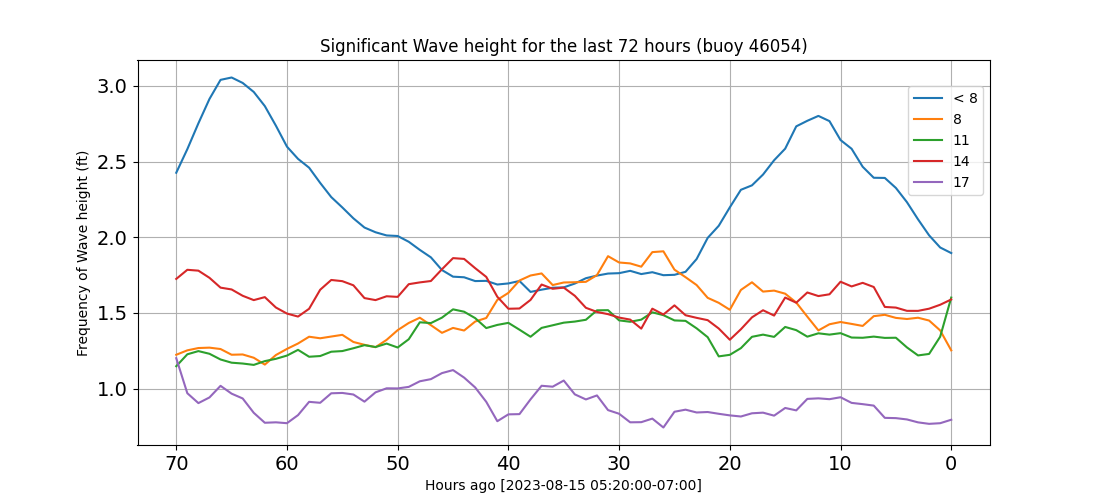 Significant Wave height for the last 72 hours (buoy 46054)
3.0
2.5
2.0
1.5
1.0
Frequency of Wave height (ft)
< 8
8
11
14
17
70 60 50 40 30 20 10 0
Hours ago [2023-08-15 05:20:00-07:00]